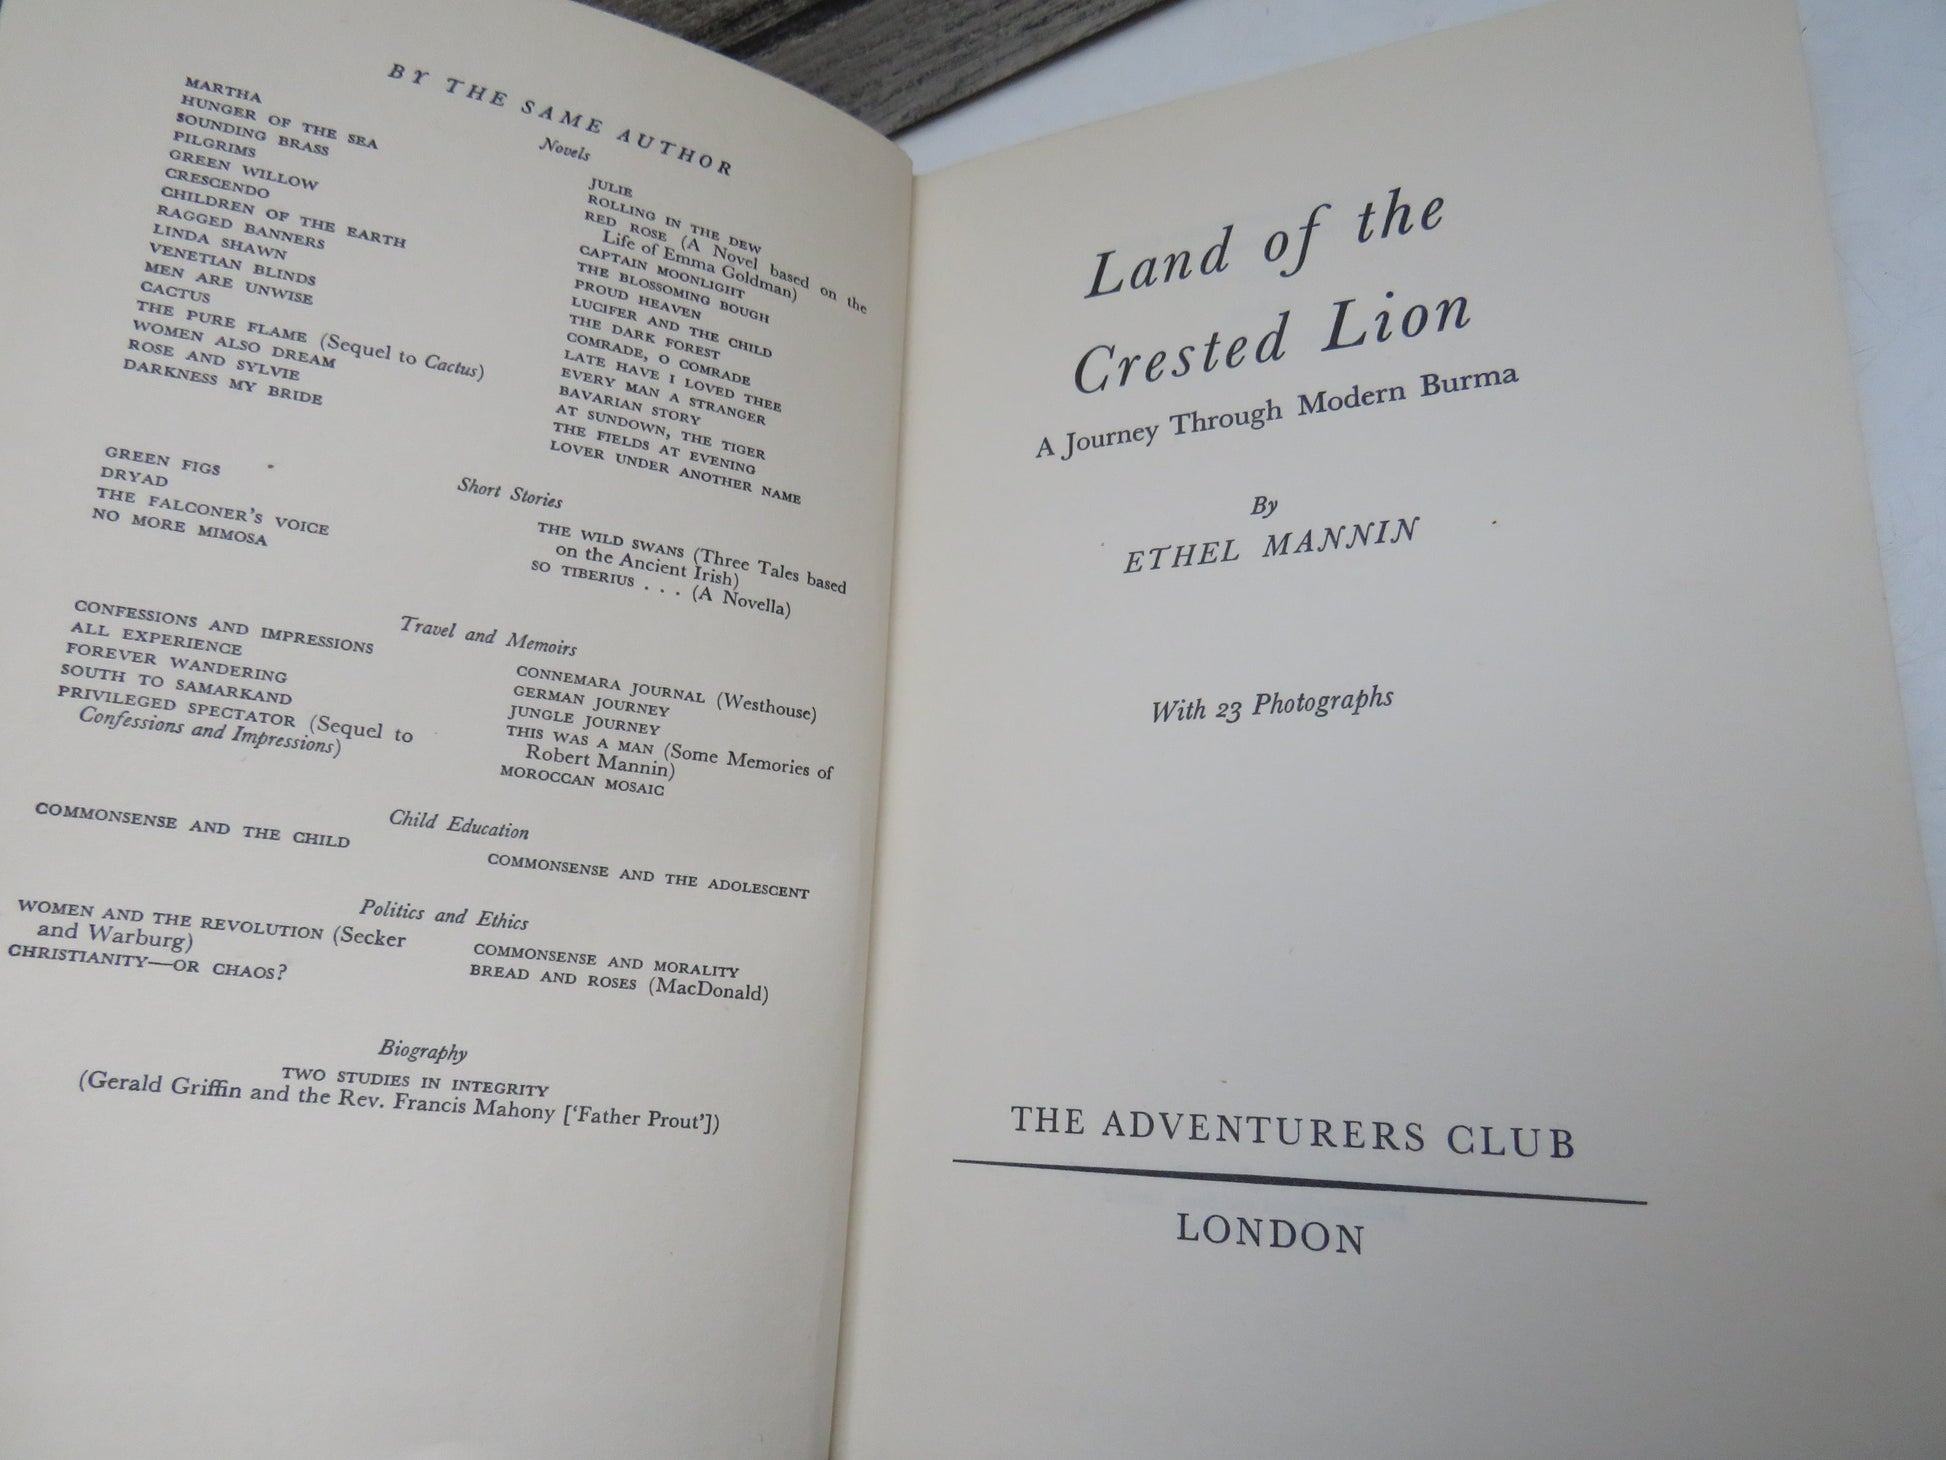 BY THE SAME AUTHOR
Novels
MARTHA
HUNGER OF THE SEA
SOUNDING BRASS
PILGRIMS
GREEN WILLOW
CRESCENDO
CHILDREN OF THE EARTH
RAGGED BANNERS
LINDA SHAWN
VENETIAN BLINDS
MEN ARE UNWISE
CACTUS
THE PURE FLAME (Sequel to Cactus)
WOMEN ALSO DREAM
ROSE AND SYLVIE
DARKNESS MY BRIDE
JULIE
ROLLING IN THE DEW
RED ROSE (A Novel based on the
Life of Emma Goldman)
CAPTAIN MOONLIGHT
THE BLOSSOMING BOUGH
PROUD HEAVEN
LUCIFER AND THE CHILD
THE DARK FOREST
COMRADE, O COMRADE
LATE HAVE I LOVED THEE
EVERY MAN A STRANGER
BAVARIAN STORY
AT SUNDOWN, THE TIGER
THE FIELDS AT EVENING
LOVER UNDER ANOTHER NAME
Short Stories
GREEN FIGS
DRYAD
THE FALCONER'S VOICE
NO MORE MIMOSA
THE WILD SWANS (Three Tales based
on the Ancient Irish)
SO TIBERIUS . . . (A Novella)
Travel and Memoirs
CONFESSIONS AND IMPRESSIONS
ALL EXPERIENCE
FOREVER WANDERING
SOUTH TO SAMARKAND
PRIVILEGED SPECTATOR (Sequel to
Confessions and Impressions)
CONNEMARA JOURNAL (Westhouse)
GERMAN JOURNEY
JUNGLE JOURNEY
THIS WAS A MAN (Some Memories of
Robert Mannin)
MOROCCAN MOSAIC
Child Education
COMMONSENSE AND THE CHILD
COMMONSENSE AND THE ADOLESCENT
Politics and Ethics
WOMEN AND THE REVOLUTION (Secker
and Warburg)
CHRISTIANITY—OR CHAOS?
COMMONSENSE AND MORALITY
BREAD AND ROSES (MacDonald)
Biography
TWO STUDIES IN INTEGRITY
(Gerald Griffin and the Rev. Francis Mahony ['Father Prout'])
Land of the
Crested Lion
A Journey Through Modern Burma
By
ETHEL MANNIN
With 23 Photographs
THE ADVENTURERS CLUB
LONDON